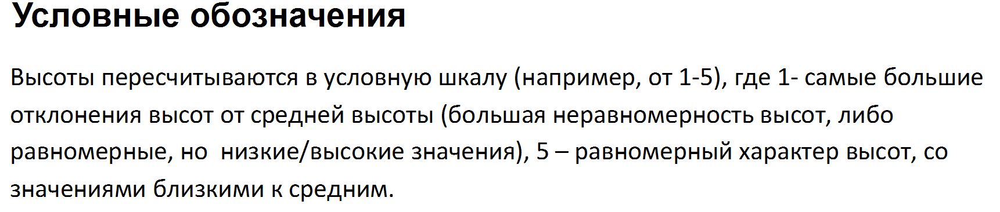 Условные обозначения
Высоты пересчитываются в условную шкалу (например, от 1-5), где 1- самые большие
отклонения высот от средней высоты (большая неравномерность высот, либо
равномерные, но  низкие/высокие значения), 5 – равномерный характер высот, со
значениями близкими к средним.